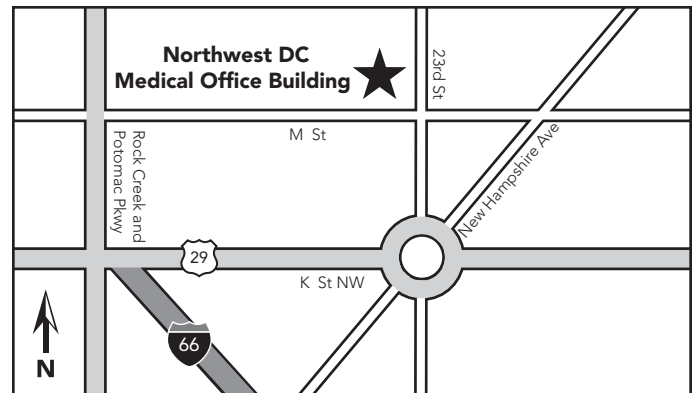 Northwest DC
Medical Office Building
23rd St
M St
Rock Creek and
Potomac Pkwy
New Hampshire Ave
29
K St NW
66
N